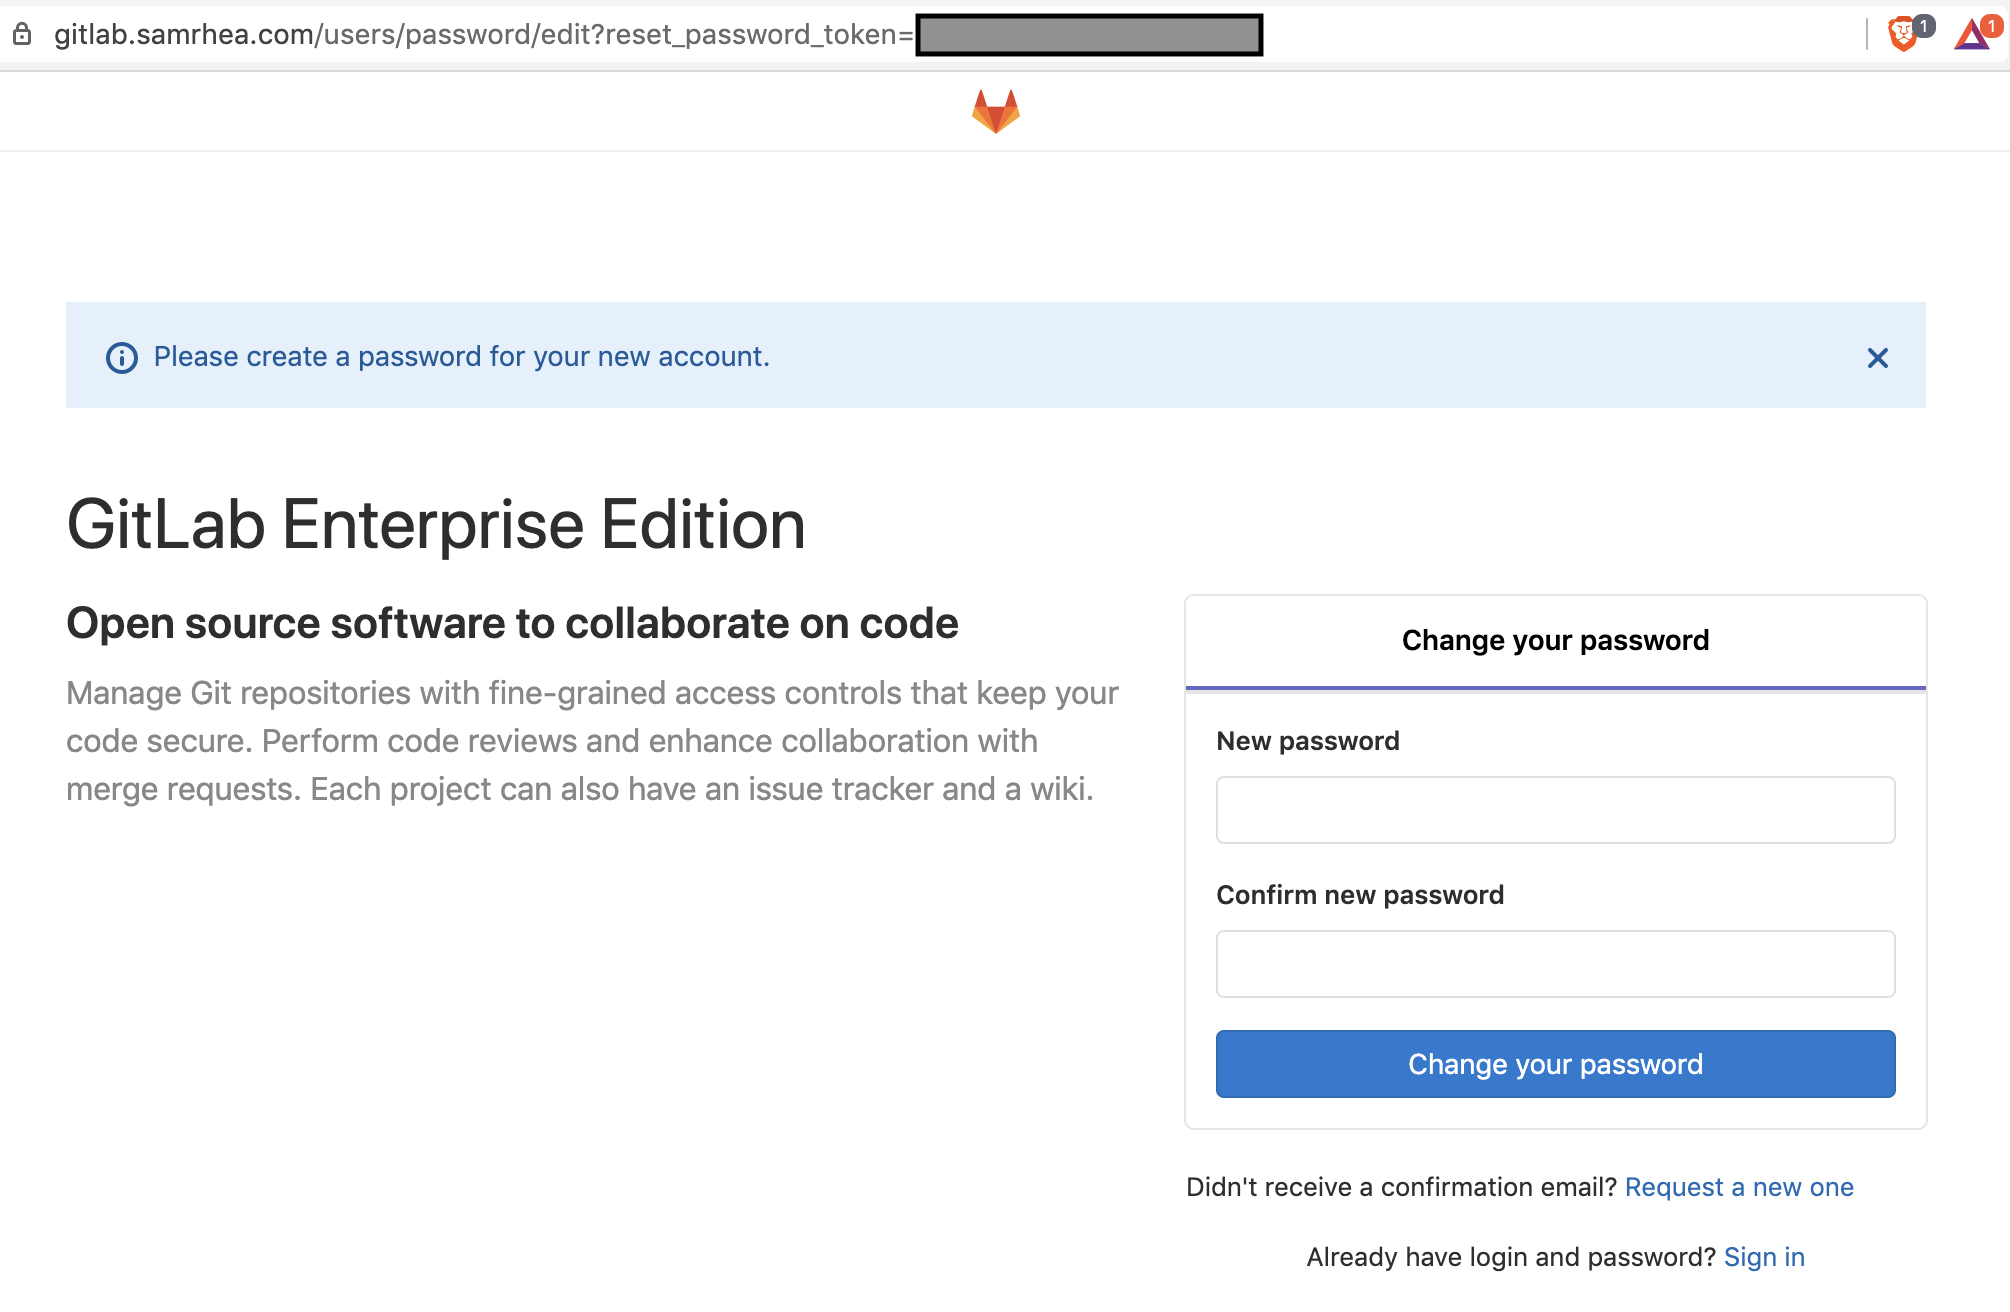 gitlab.samrhea.com/users/password/edit?reset_password_token=
1
1
Please create a password for your new account.
GitLab Enterprise Edition
Open source software to collaborate on code
Manage Git repositories with fine-grained access controls that keep your
code secure. Perform code reviews and enhance collaboration with
merge requests. Each project can also have an issue tracker and a wiki.
Change your password
New password
Confirm new password
Change your password
Didn't receive a confirmation email? Request a new one
Already have login and password? Sign in